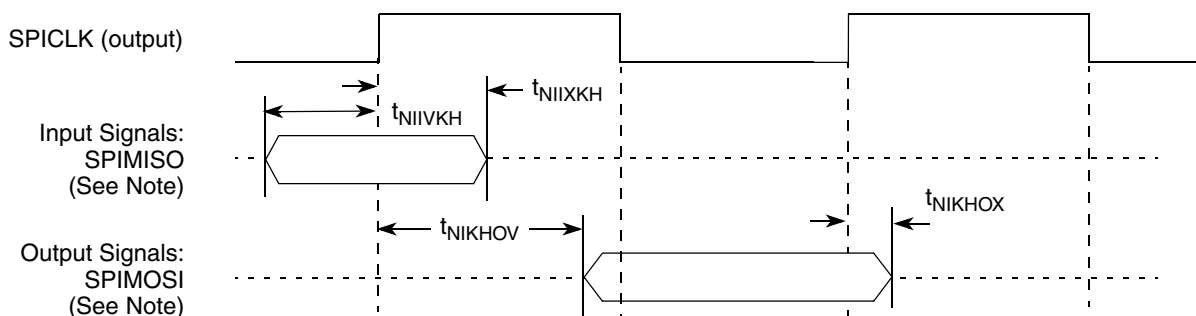 SPICLK (output)
tNIIXKH
tNIIVKH
Input Signals:
SPIMISO
(See Note)
tNIKHOX
tNIKHOV
Output Signals:
SPIMOSI
(See Note)